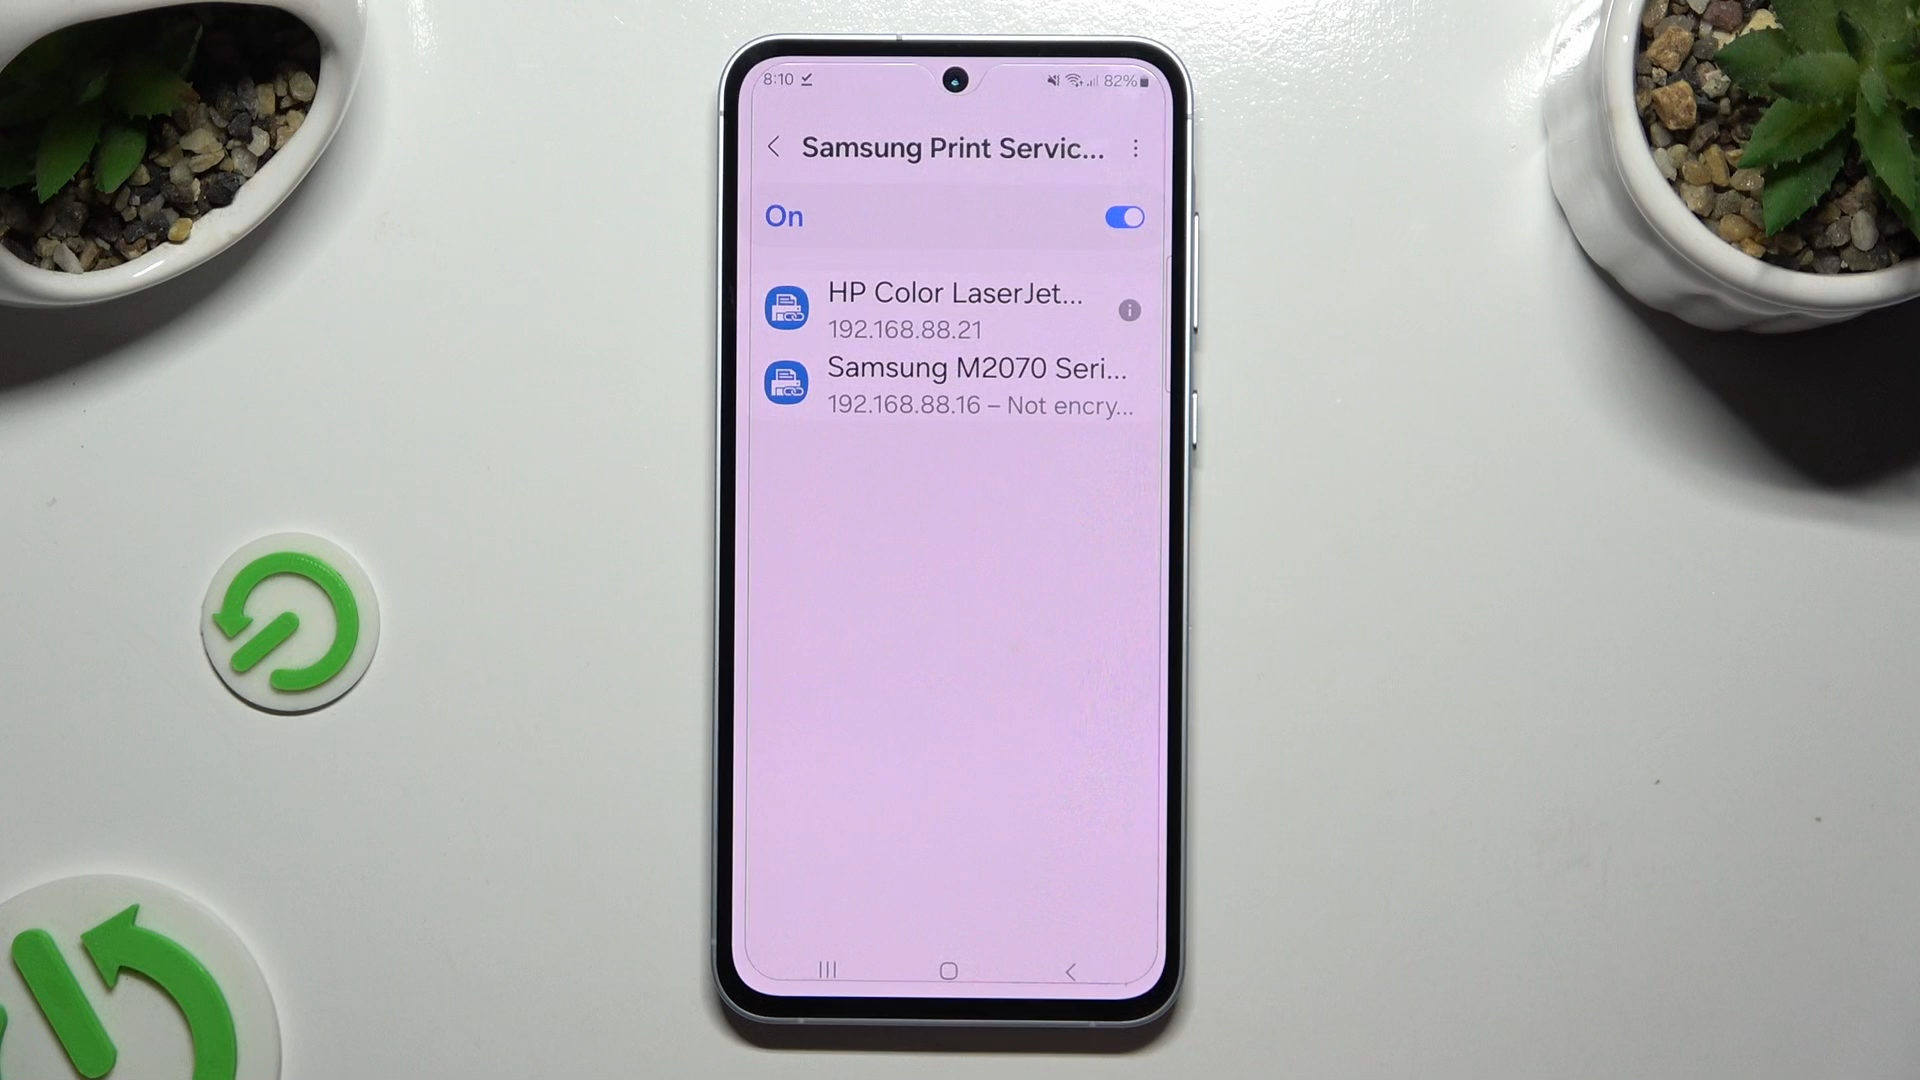 8:10 82%
Samsung Print Servic...
On
HP Color LaserJet...
192.168.88.21
Samsung M2070 Seri...
192.168.88.16 – Not encry...